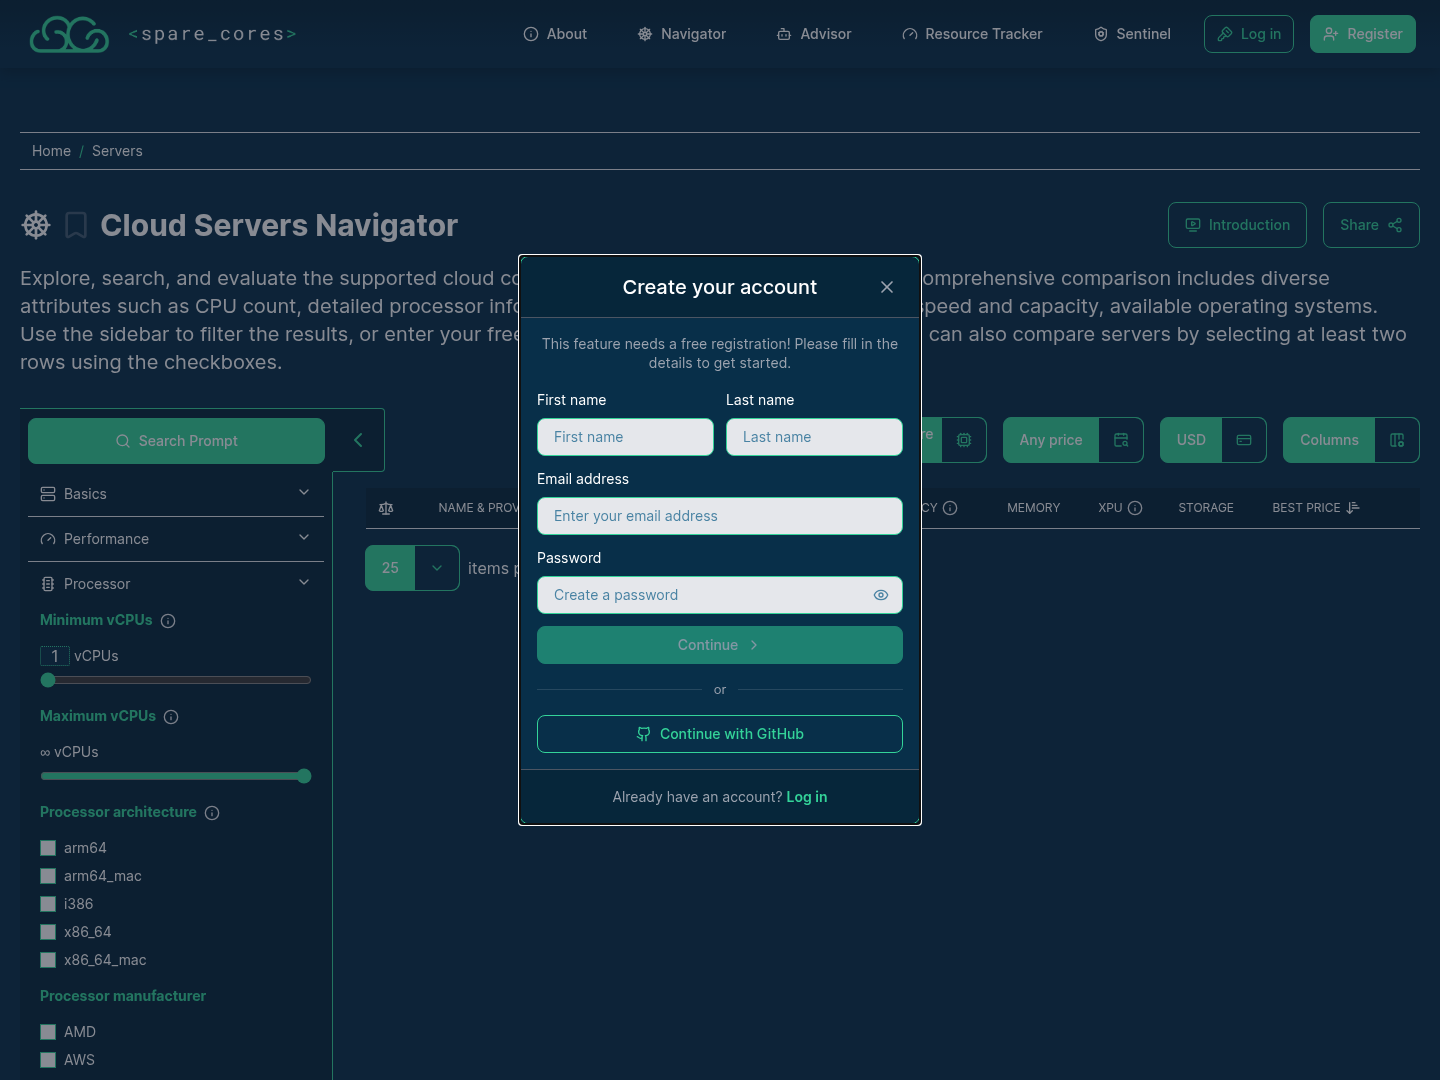 <spare_cores>
About
Navigator
Advisor
Resource Tracker
Sentinel
Log in
Register
Home / Servers
Cloud Servers Navigator
Introduction
Share
Explore, search, and evaluate the supported cloud omprehensive comparison includes diverse
attributes such as CPU count, detailed processor speed and capacity, available operating systems.
Use the sidebar to filter the results, or enter your can also compare servers by selecting at least two
rows using the checkboxes.
Search Prompt
Any price
USD
Columns
Basics
Performance
Processor
Minimum vCPUs
1 vCPUs
Maximum vCPUs
∞ vCPUs
Processor architecture
arm64
arm64_mac
i386
x86_64
x86_64_mac
Processor manufacturer
AMD
AWS
NAME & PROV
MEMORY
XPU
STORAGE
BEST PRICE
25
items
Create your account
This feature needs a free registration! Please fill in the
details to get started.
First name
Last name
First name
Last name
Email address
Enter your email address
Password
Create a password
Continue
or
Continue with GitHub
Already have an account? Log in